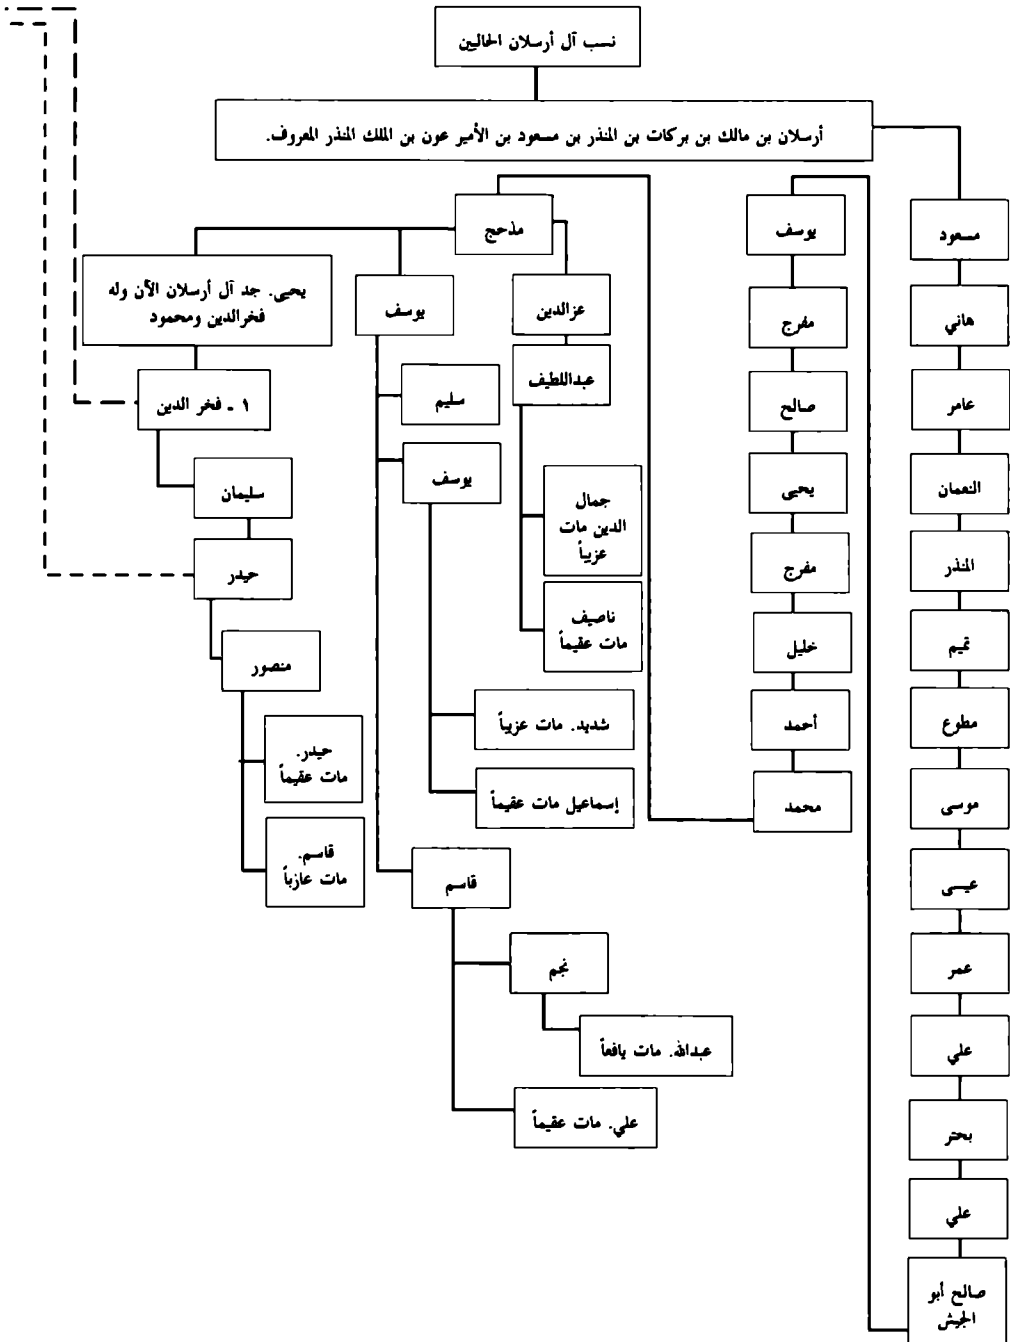 نسب آل أرسلان الحاليين
أرسلان بن مالك بن بركات بن المنذر بن مسعود بن الأمير عون بن الملك المنذر المعروف.
مسعود
هاني
عامر
النعمان
المنذر
تميم
مطوع
موسى
عيسى
عمر
علي
بحتر
علي
صالح أبو
الجيش
يوسف
مفرج
صالح
يحيى
مفرج
خليل
أحمد
محمد
مذحج
عزالدين
عبداللطيف
جمال
الدين مات
عزيباً
ناصيف
مات عقيماً
يوسف
سليم
يوسف
شديد. مات عزيباً
إسماعيل مات عقيماً
قاسم
نجم
عبدالله. مات يافعاً
علي. مات عقيماً
يحيى. جد آل أرسلان الآن وله
فخرالدين ومحمود
١ ـ فخر الدين
سليمان
حيدر
منصور
حيدر.
مات عقيماً
قاسم.
مات عازباً